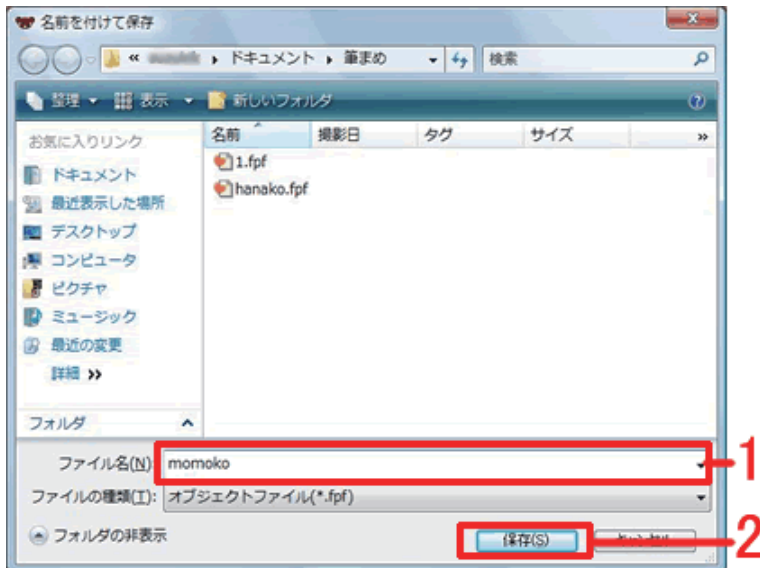 名前を付けて保存
« ▸ ドキュメント ▸ 筆まめ 検索
整理 表示 新しいフォルダ
お気に入りリンク
ドキュメント
最近表示した場所
デスクトップ
コンピュータ
ピクチャ
ミュージック
最近の変更
詳細 »
フォルダ
名前 撮影日 タグ サイズ »
1.fpf
hanako.fpf
ファイル名(N): momoko 1
ファイルの種類(T): オブジェクトファイル(*.fpf)
フォルダの非表示 保存(S) 2